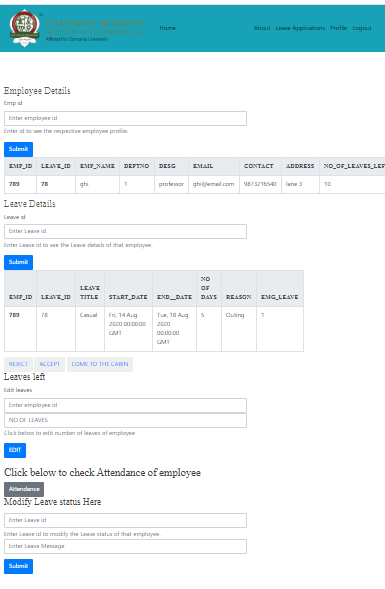 CHAITANYA BHARATHI
Affiliated to Osmania University
Home
About Leave Applications Profile Logout
Employee Details
Emp id
Enter employee id
Enter id to see the respective employee profile.
Submit
EMP_ID LEAVE_ID EMP_NAME DEPTNO DESG EMAIL CONTACT ADDRESS NO_OF_LEAVES_LEF
789 78 ghi 1 professor ghi@email.com 9873216540 lane 3 10
Leave Details
Leave id
Enter Leave id
Enter Leave id to see the Leave details of that employee.
Submit
EMP_ID LEAVE_ID LEAVE TITLE START_DATE END_DATE NO OF DAYS REASON EMG_LEAVE
789 78 Casual Fri, 14 Aug 2020 00:00:00 GMT Tue, 18 Aug 2020 00:00:00 GMT 5 Outing 1
REJECT ACCEPT COME TO THE CABIN
Leaves left
Edit leaves
Enter employee id
NO.OF LEAVES
Click below to edit number of leaves of employee
EDIT
Click below to check Attendance of employee
Attendance
Modify Leave status Here
Enter Leave id
Enter Leave id to modify the Leave status of that employee.
Enter Leave Message
Submit